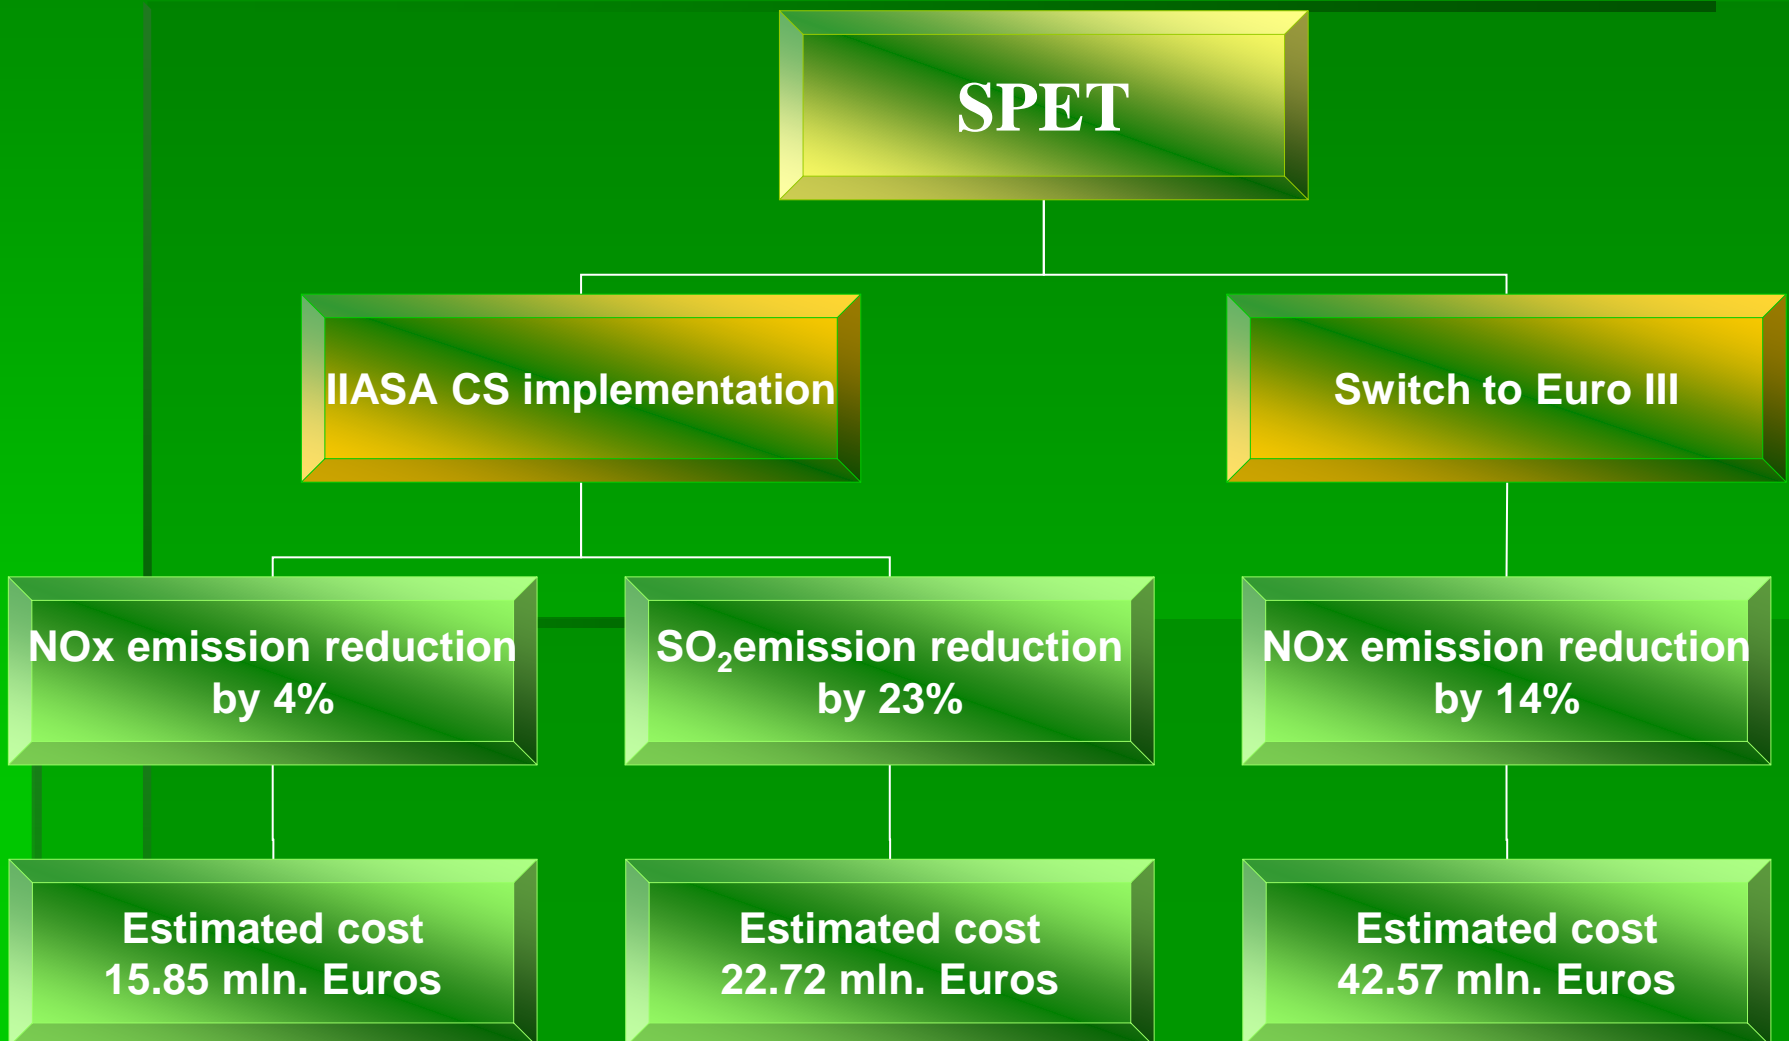 SPET
IIASA CS implementation
Switch to Euro III
NOx emission reduction
by 4%
SO₂emission reduction
by 23%
NOx emission reduction
by 14%
Estimated cost
15.85 mln. Euros
Estimated cost
22.72 mln. Euros
Estimated cost
42.57 mln. Euros